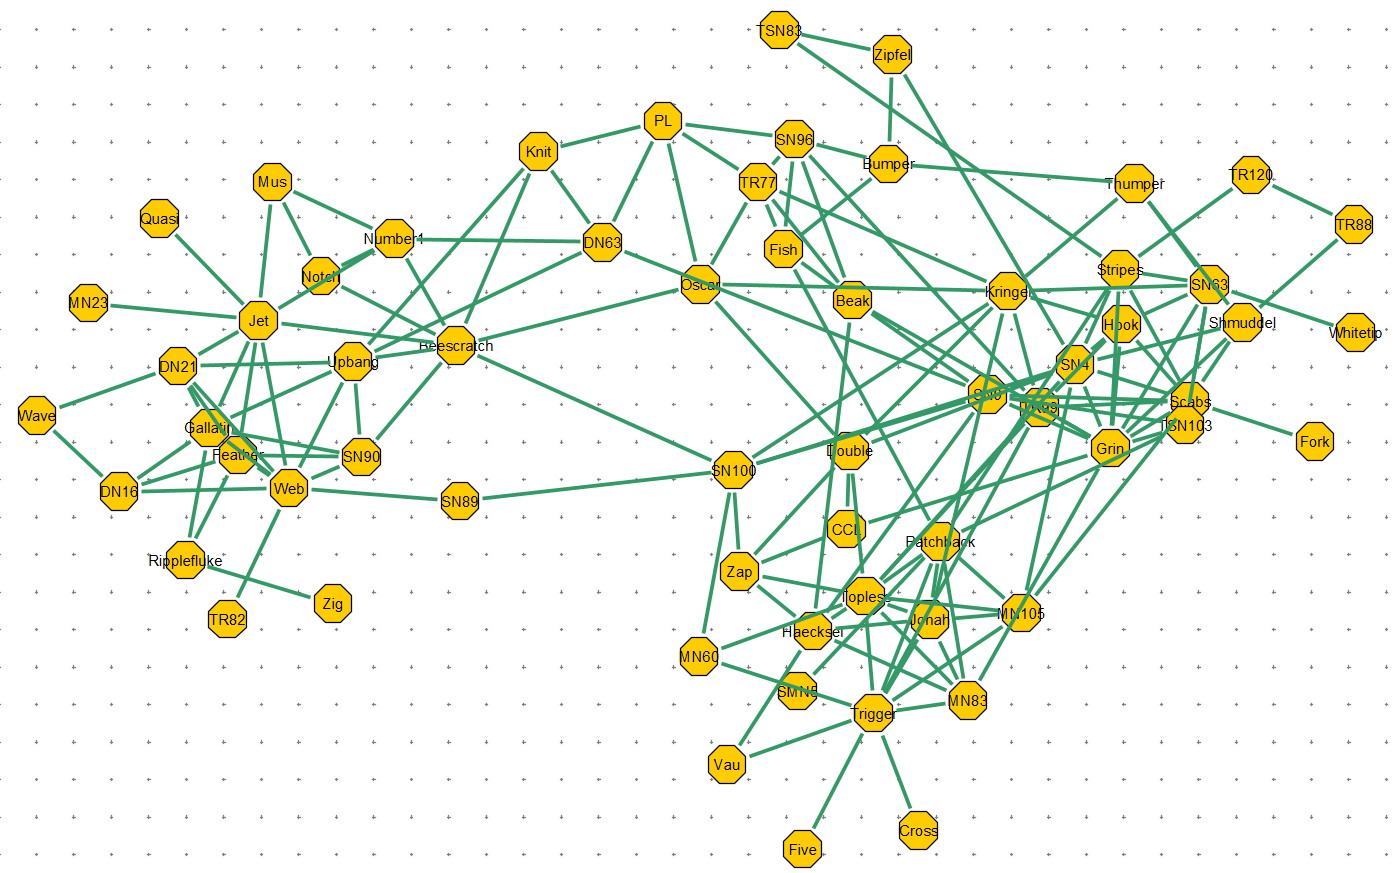 TSN83
Zipfel
PL
SN96
Knit
Bumper
Mus
TR77
Thumper
TR120
Quasi
TR88
Number1
DN63
Fish
Notch
Stripes
Oscar
SN63
MN23
Beak
Kringel
Jet
Hook
Shmuddel
Whitetip
Beescratch
Upbang
DN21
SN4
SN9
Scabs
TR99
Wave
Gallatin
TSN103
Fork
Feather
SN90
Double
Grin
SN100
DN16
Web
SN89
CCL
Patchback
Ripplefluke
Zap
Zig
Topless
TR82
Haecksel
Jonah
MN105
MN60
SMN5
MN83
Trigger
Vau
Cross
Five